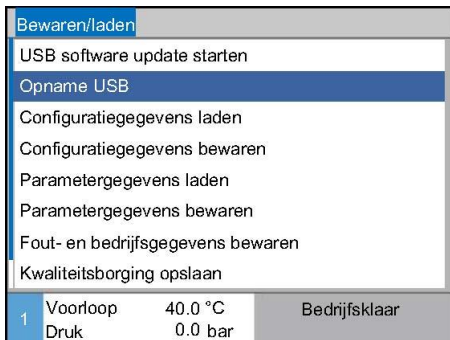 Bewaren/laden
USB software update starten
Opname USB
Configuratiegegevens laden
Configuratiegegevens bewaren
Parametergegevens laden
Parametergegevens bewaren
Fout- en bedrijfsgegevens bewaren
Kwaliteitsborging opslaan
1 Voorloop 40.0 °C Bedrijfsklaar
Druk 0.0 bar